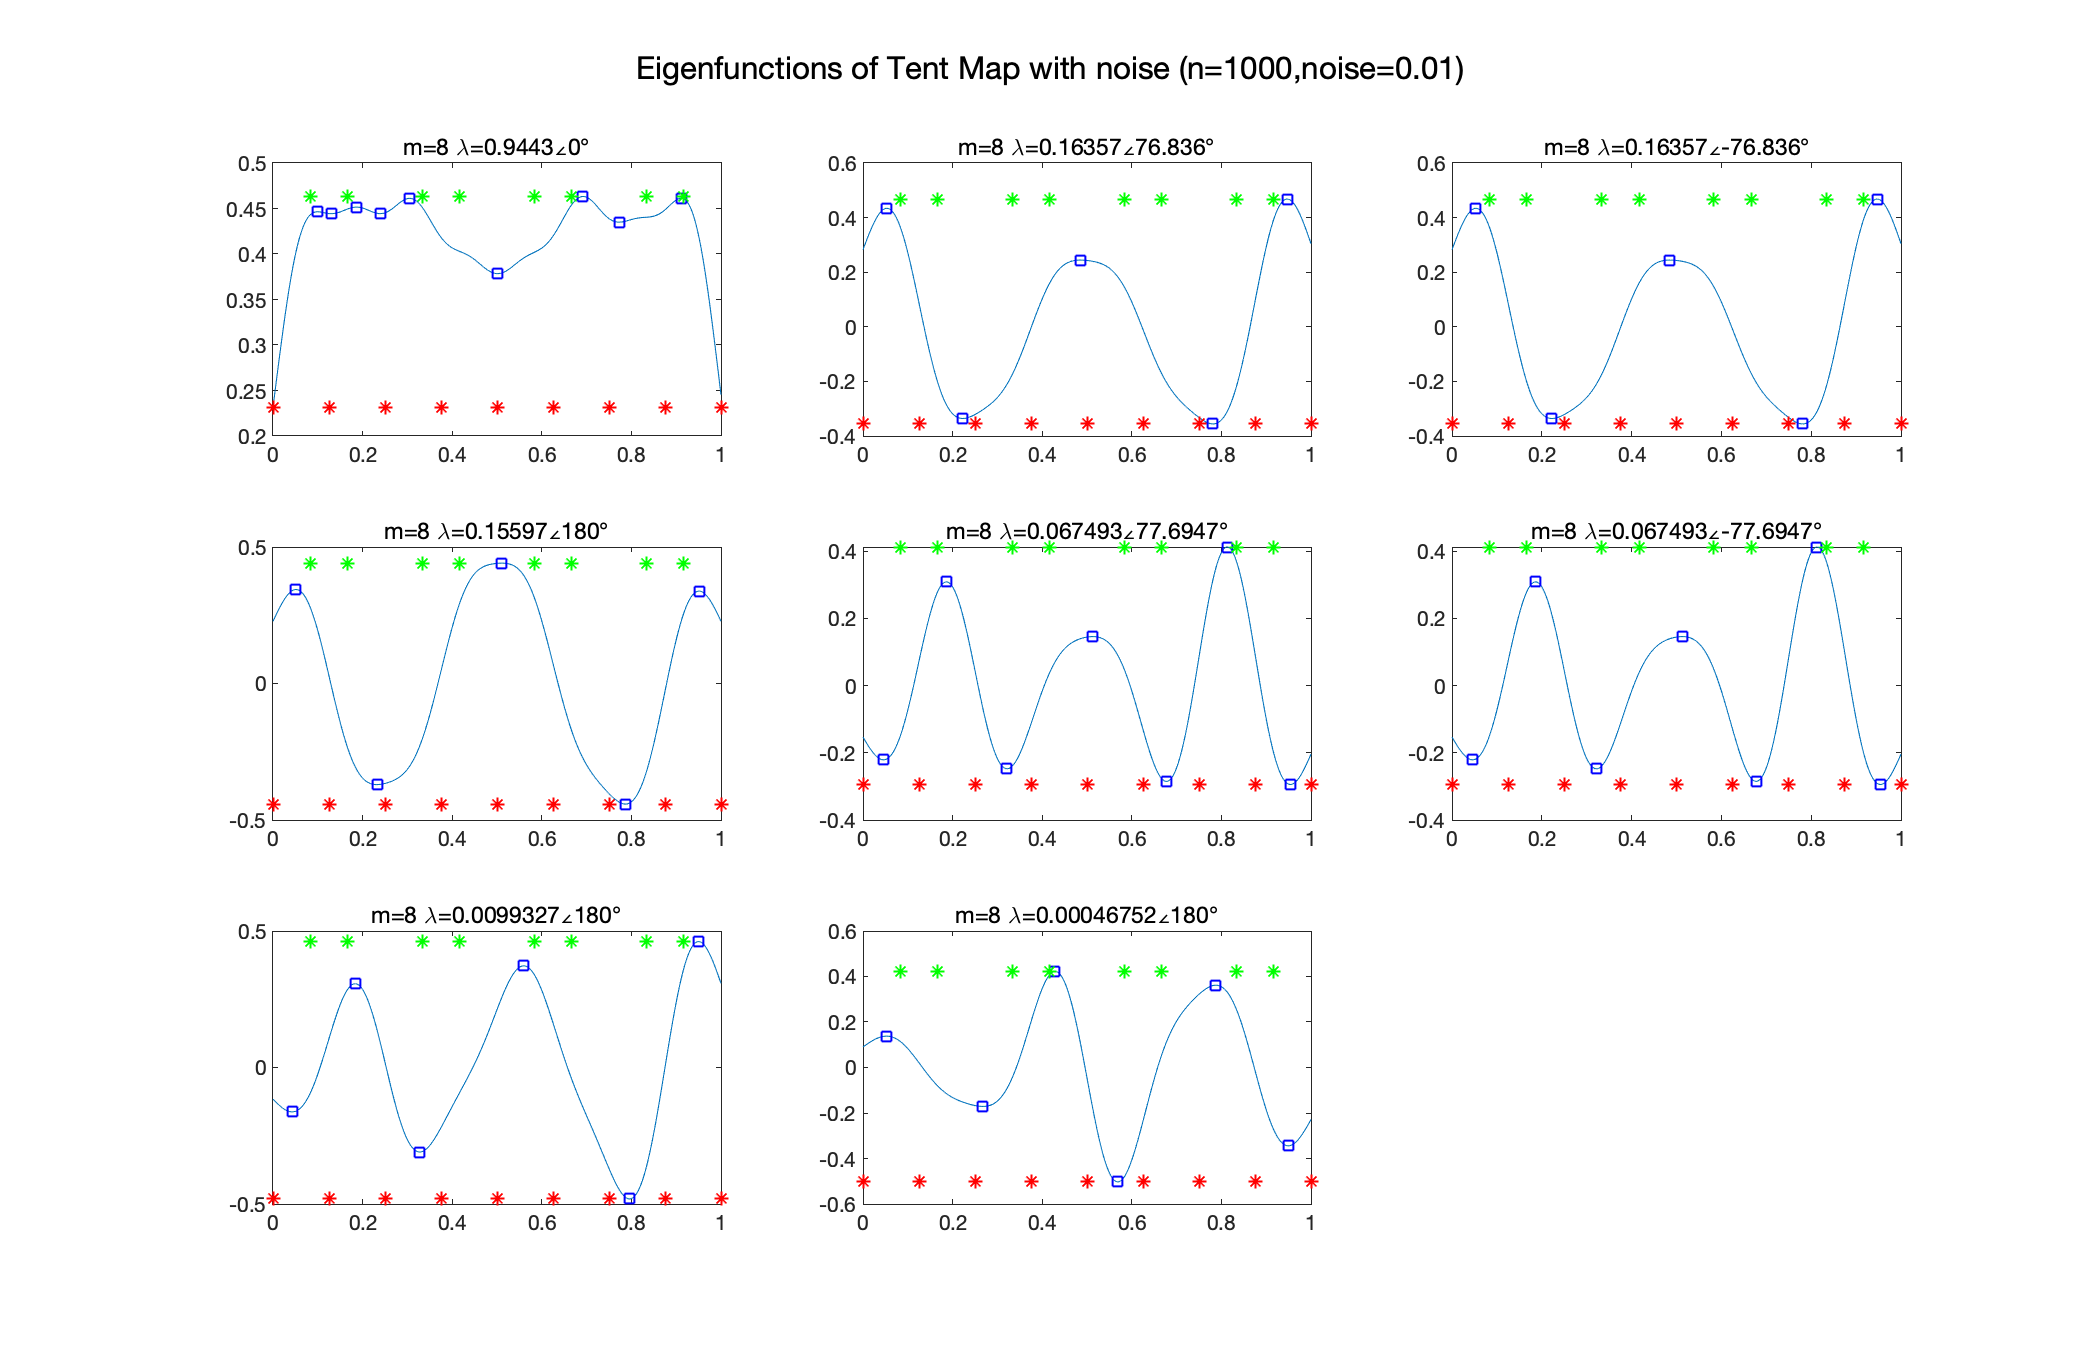 Eigenfunctions of Tent Map with noise (n=1000,noise=0.01)
m=8 λ=0.9443∠0°
0.5
0.45
0.4
0.35
0.3
0.25
0.2
0 0.2 0.4 0.6 0.8 1
m=8 λ=0.16357∠76.836°
0.6
0.4
0.2
0
-0.2
-0.4
0 0.2 0.4 0.6 0.8 1
m=8 λ=0.16357∠-76.836°
0.6
0.4
0.2
0
-0.2
-0.4
0 0.2 0.4 0.6 0.8 1
m=8 λ=0.15597∠180°
0.5
0
-0.5
0 0.2 0.4 0.6 0.8 1
m=8 λ=0.067493∠77.6947°
0.4
0.2
0
-0.2
-0.4
0 0.2 0.4 0.6 0.8 1
m=8 λ=0.067493∠-77.6947°
0.4
0.2
0
-0.2
-0.4
0 0.2 0.4 0.6 0.8 1
m=8 λ=0.0099327∠180°
0.5
0
-0.5
0 0.2 0.4 0.6 0.8 1
m=8 λ=0.00046752∠180°
0.6
0.4
0.2
0
-0.2
-0.4
-0.6
0 0.2 0.4 0.6 0.8 1